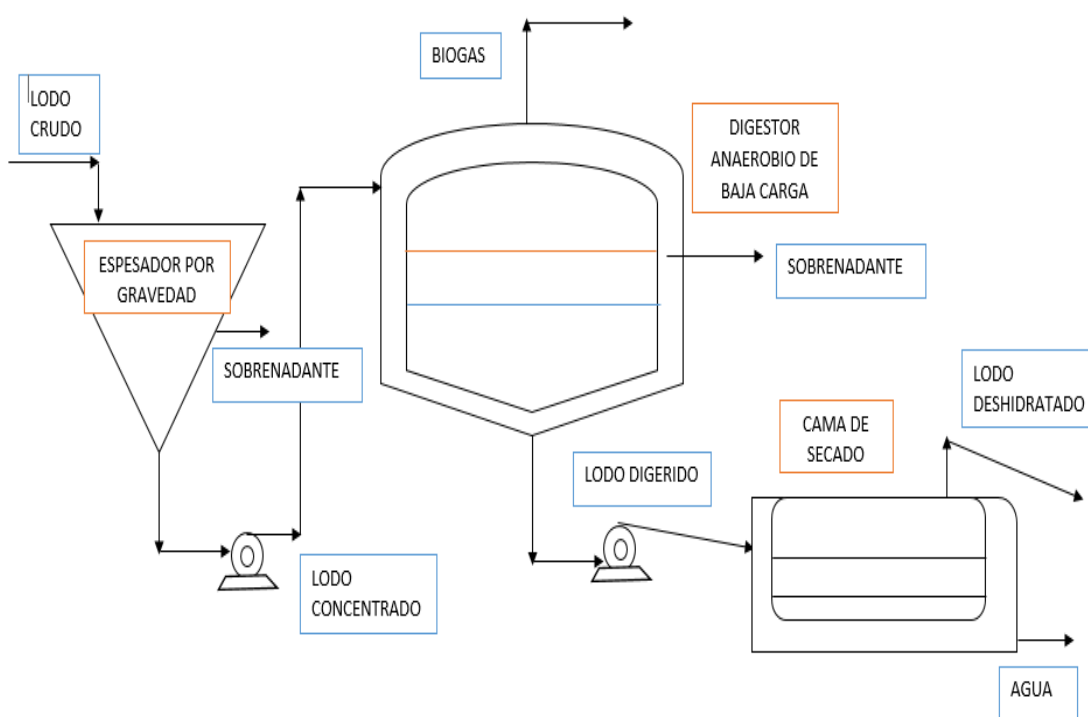 BIOGAS
LODO
CRUDO
DIGESTOR
ANAEROBIO DE
BAJA CARGA
ESPESADOR POR
GRAVEDAD
SOBRENADANTE
SOBRENADANTE
LODO
DESHIDRATADO
CAMA DE
SECADO
LODO DIGERIDO
LODO
CONCENTRADO
AGUA